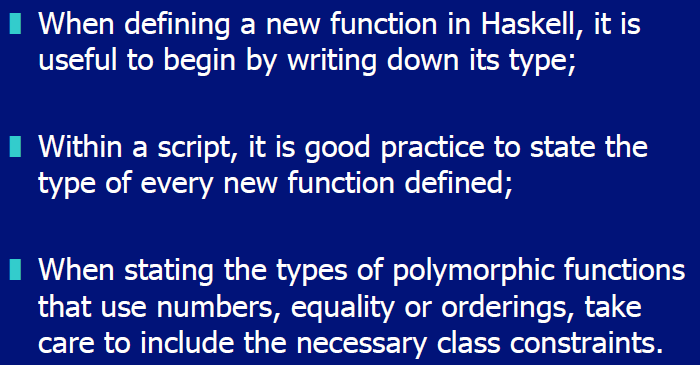 When defining a new function in Haskell, it is
useful to begin by writing down its type;
Within a script, it is good practice to state the
type of every new function defined;
When stating the types of polymorphic functions
that use numbers, equality or orderings, take
care to include the necessary class constraints.